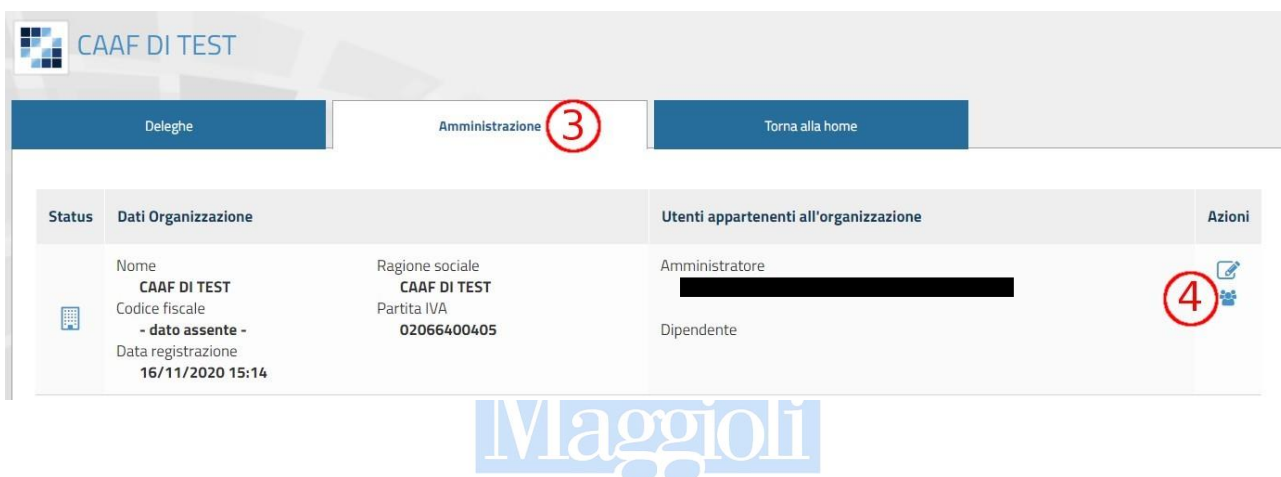 CAAF DI TEST
Deleghe
Amministrazione
3
Torna alla home
Status
Dati Organizzazione
Utenti appartenenti all'organizzazione
Azioni
Nome
CAAF DI TEST
Codice fiscale
- dato assente -
Data registrazione
16/11/2020 15:14
Ragione sociale
CAAF DI TEST
Partita IVA
02066400405
Amministratore
Dipendente
4
Maggioli